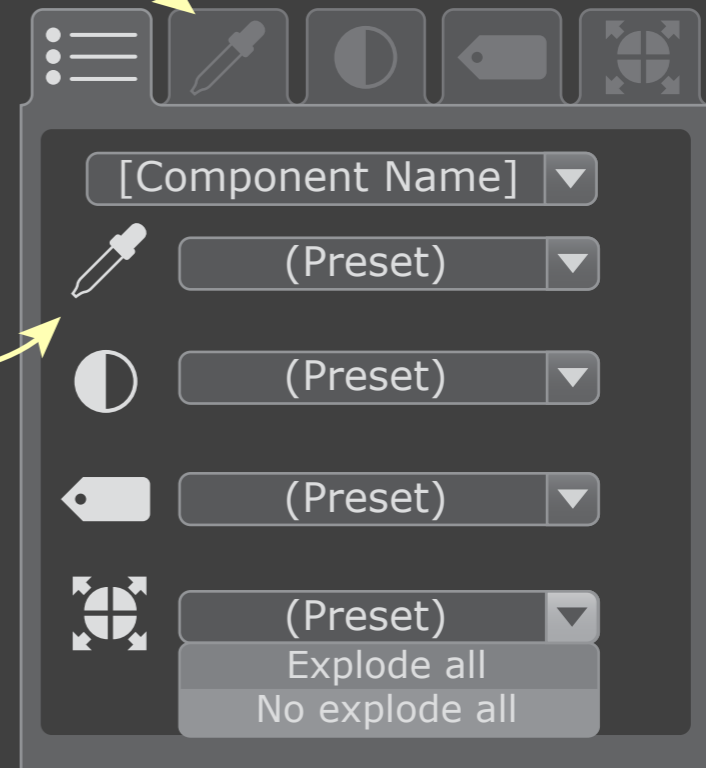 [Component Name]
(Preset)
(Preset)
(Preset)
(Preset)
Explode all
No explode all